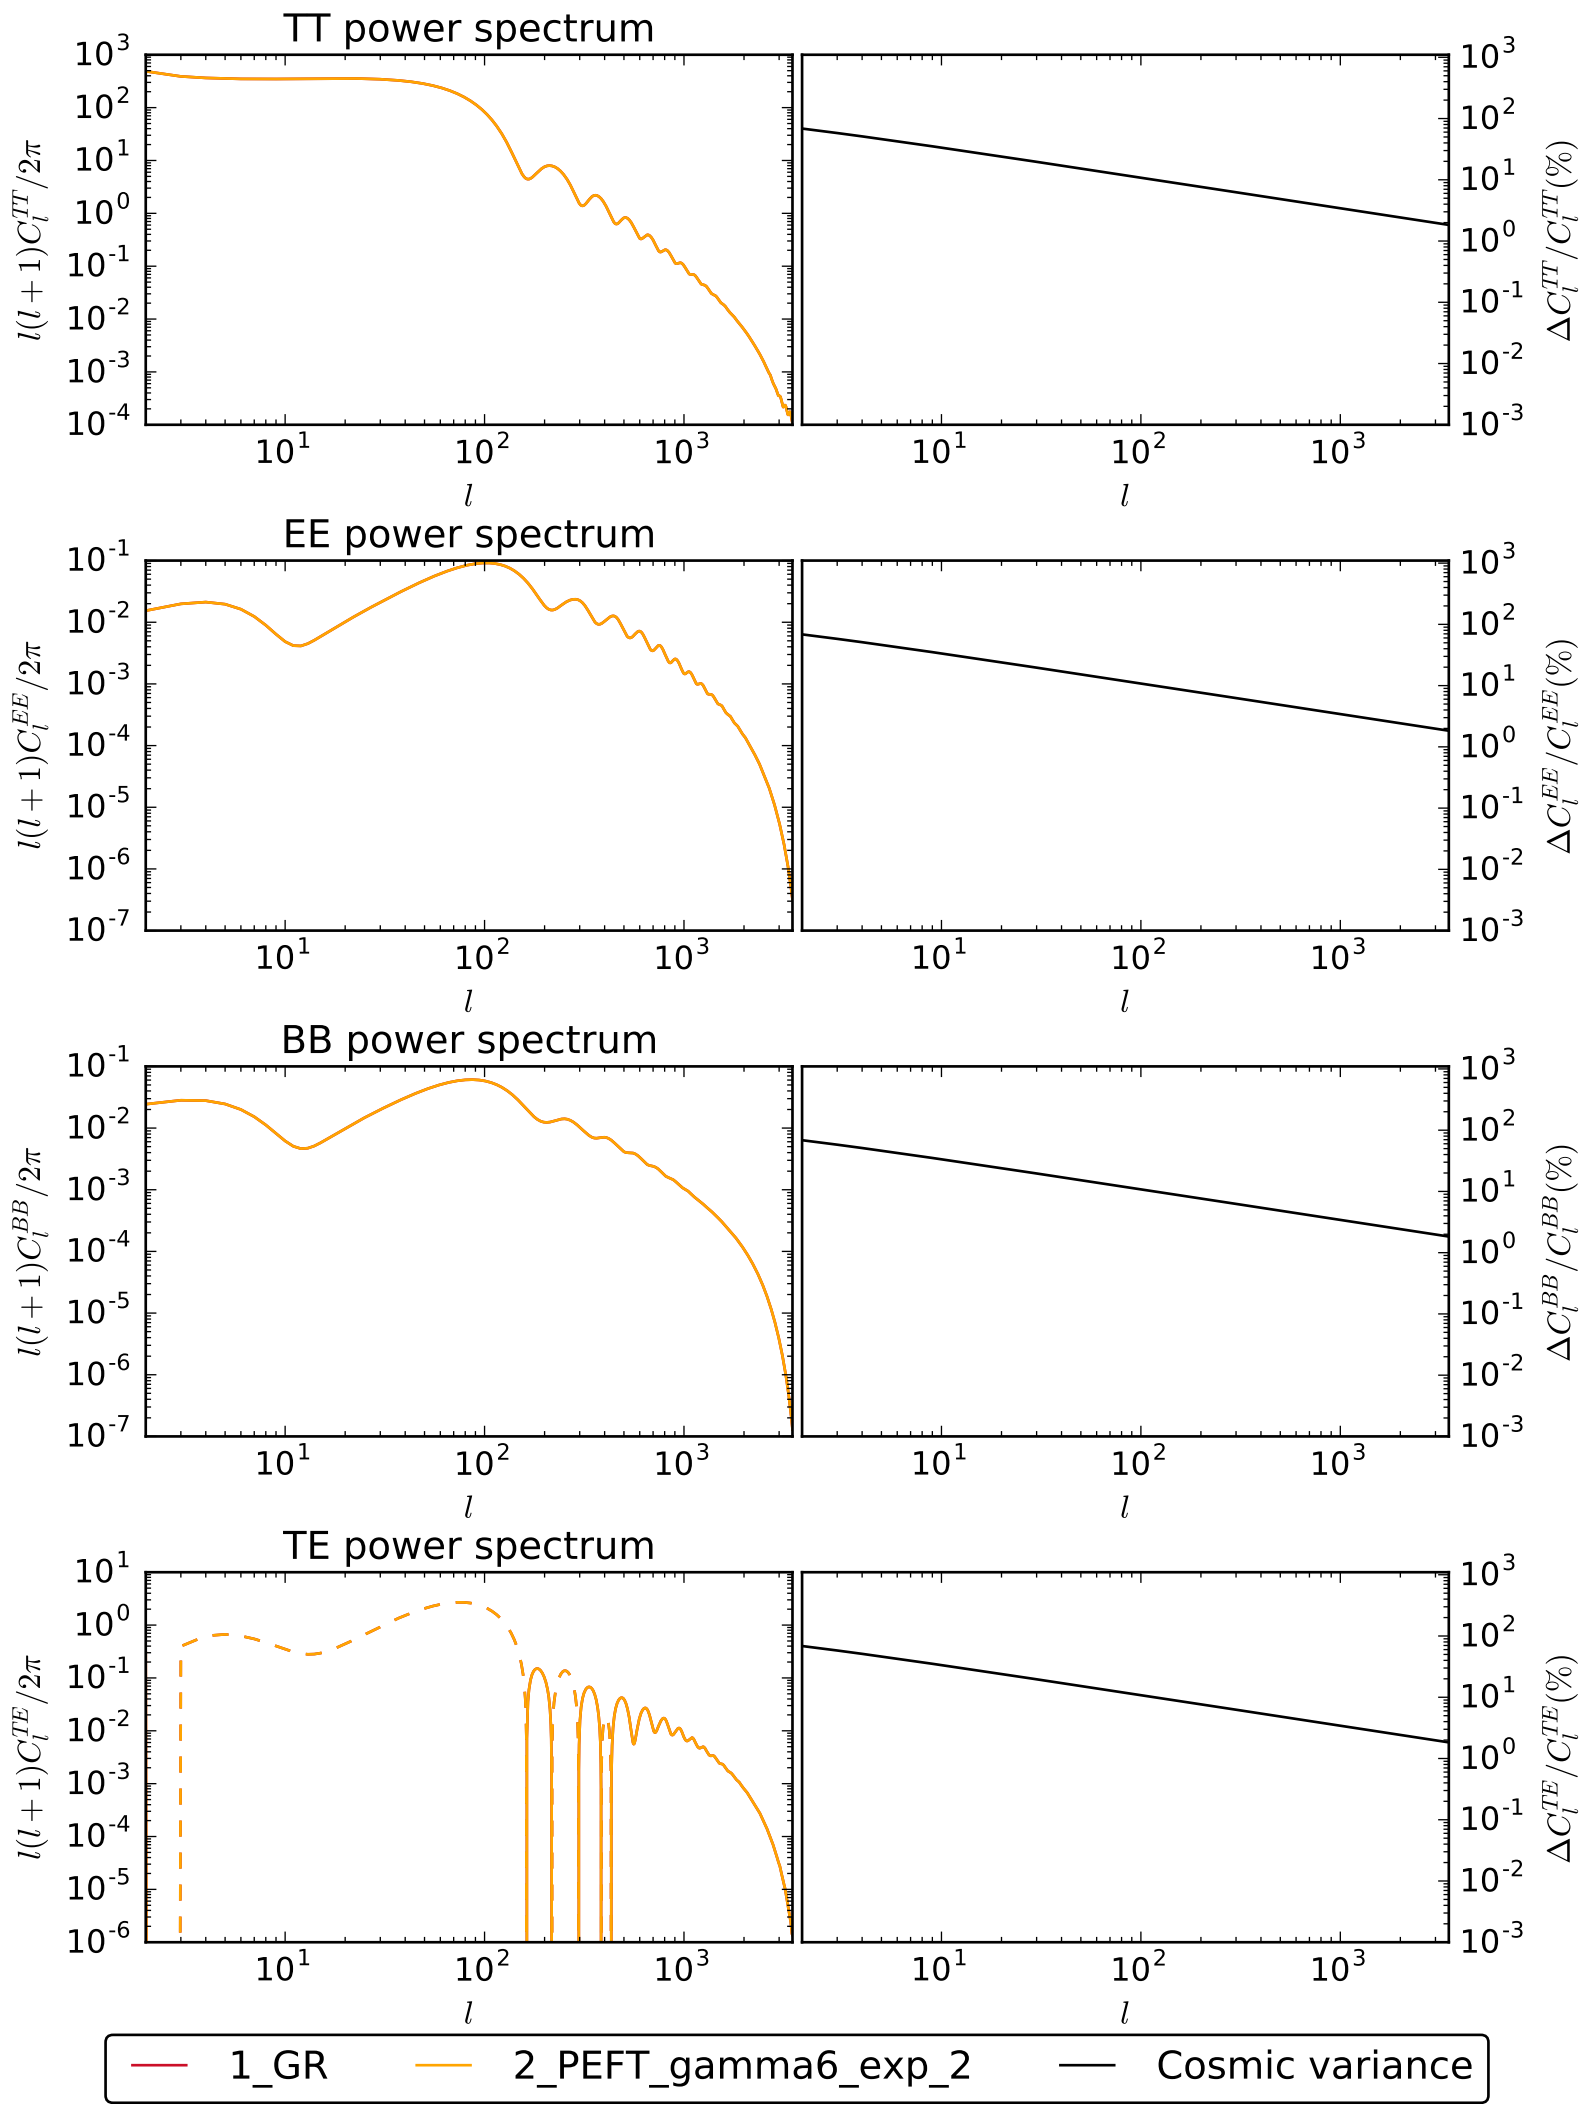 TT power spectrum
10^3
10^2
10^1
10^0
10^-1
10^-2
10^-3
10^-4
l(l + 1)C_l^{TT}/2π
10^1 10^2 10^3
l
10^3
10^2
10^1
10^0
10^-1
10^-2
10^-3
ΔC_l^{TT}/C_l^{TT}(%)
10^1 10^2 10^3
l
EE power spectrum
10^-1
10^-2
10^-3
10^-4
10^-5
10^-6
10^-7
l(l + 1)C_l^{EE}/2π
10^1 10^2 10^3
l
10^3
10^2
10^1
10^0
10^-1
10^-2
10^-3
ΔC_l^{EE}/C_l^{EE}(%)
10^1 10^2 10^3
l
BB power spectrum
10^-1
10^-2
10^-3
10^-4
10^-5
10^-6
10^-7
l(l + 1)C_l^{BB}/2π
10^1 10^2 10^3
l
10^3
10^2
10^1
10^0
10^-1
10^-2
10^-3
ΔC_l^{BB}/C_l^{BB}(%)
10^1 10^2 10^3
l
TE power spectrum
10^1
10^0
10^-1
10^-2
10^-3
10^-4
10^-5
10^-6
l(l + 1)C_l^{TE}/2π
10^1 10^2 10^3
l
10^3
10^2
10^1
10^0
10^-1
10^-2
10^-3
ΔC_l^{TE}/C_l^{TE}(%)
10^1 10^2 10^3
l
1_GR 2_PEFT_gamma6_exp_2 Cosmic variance